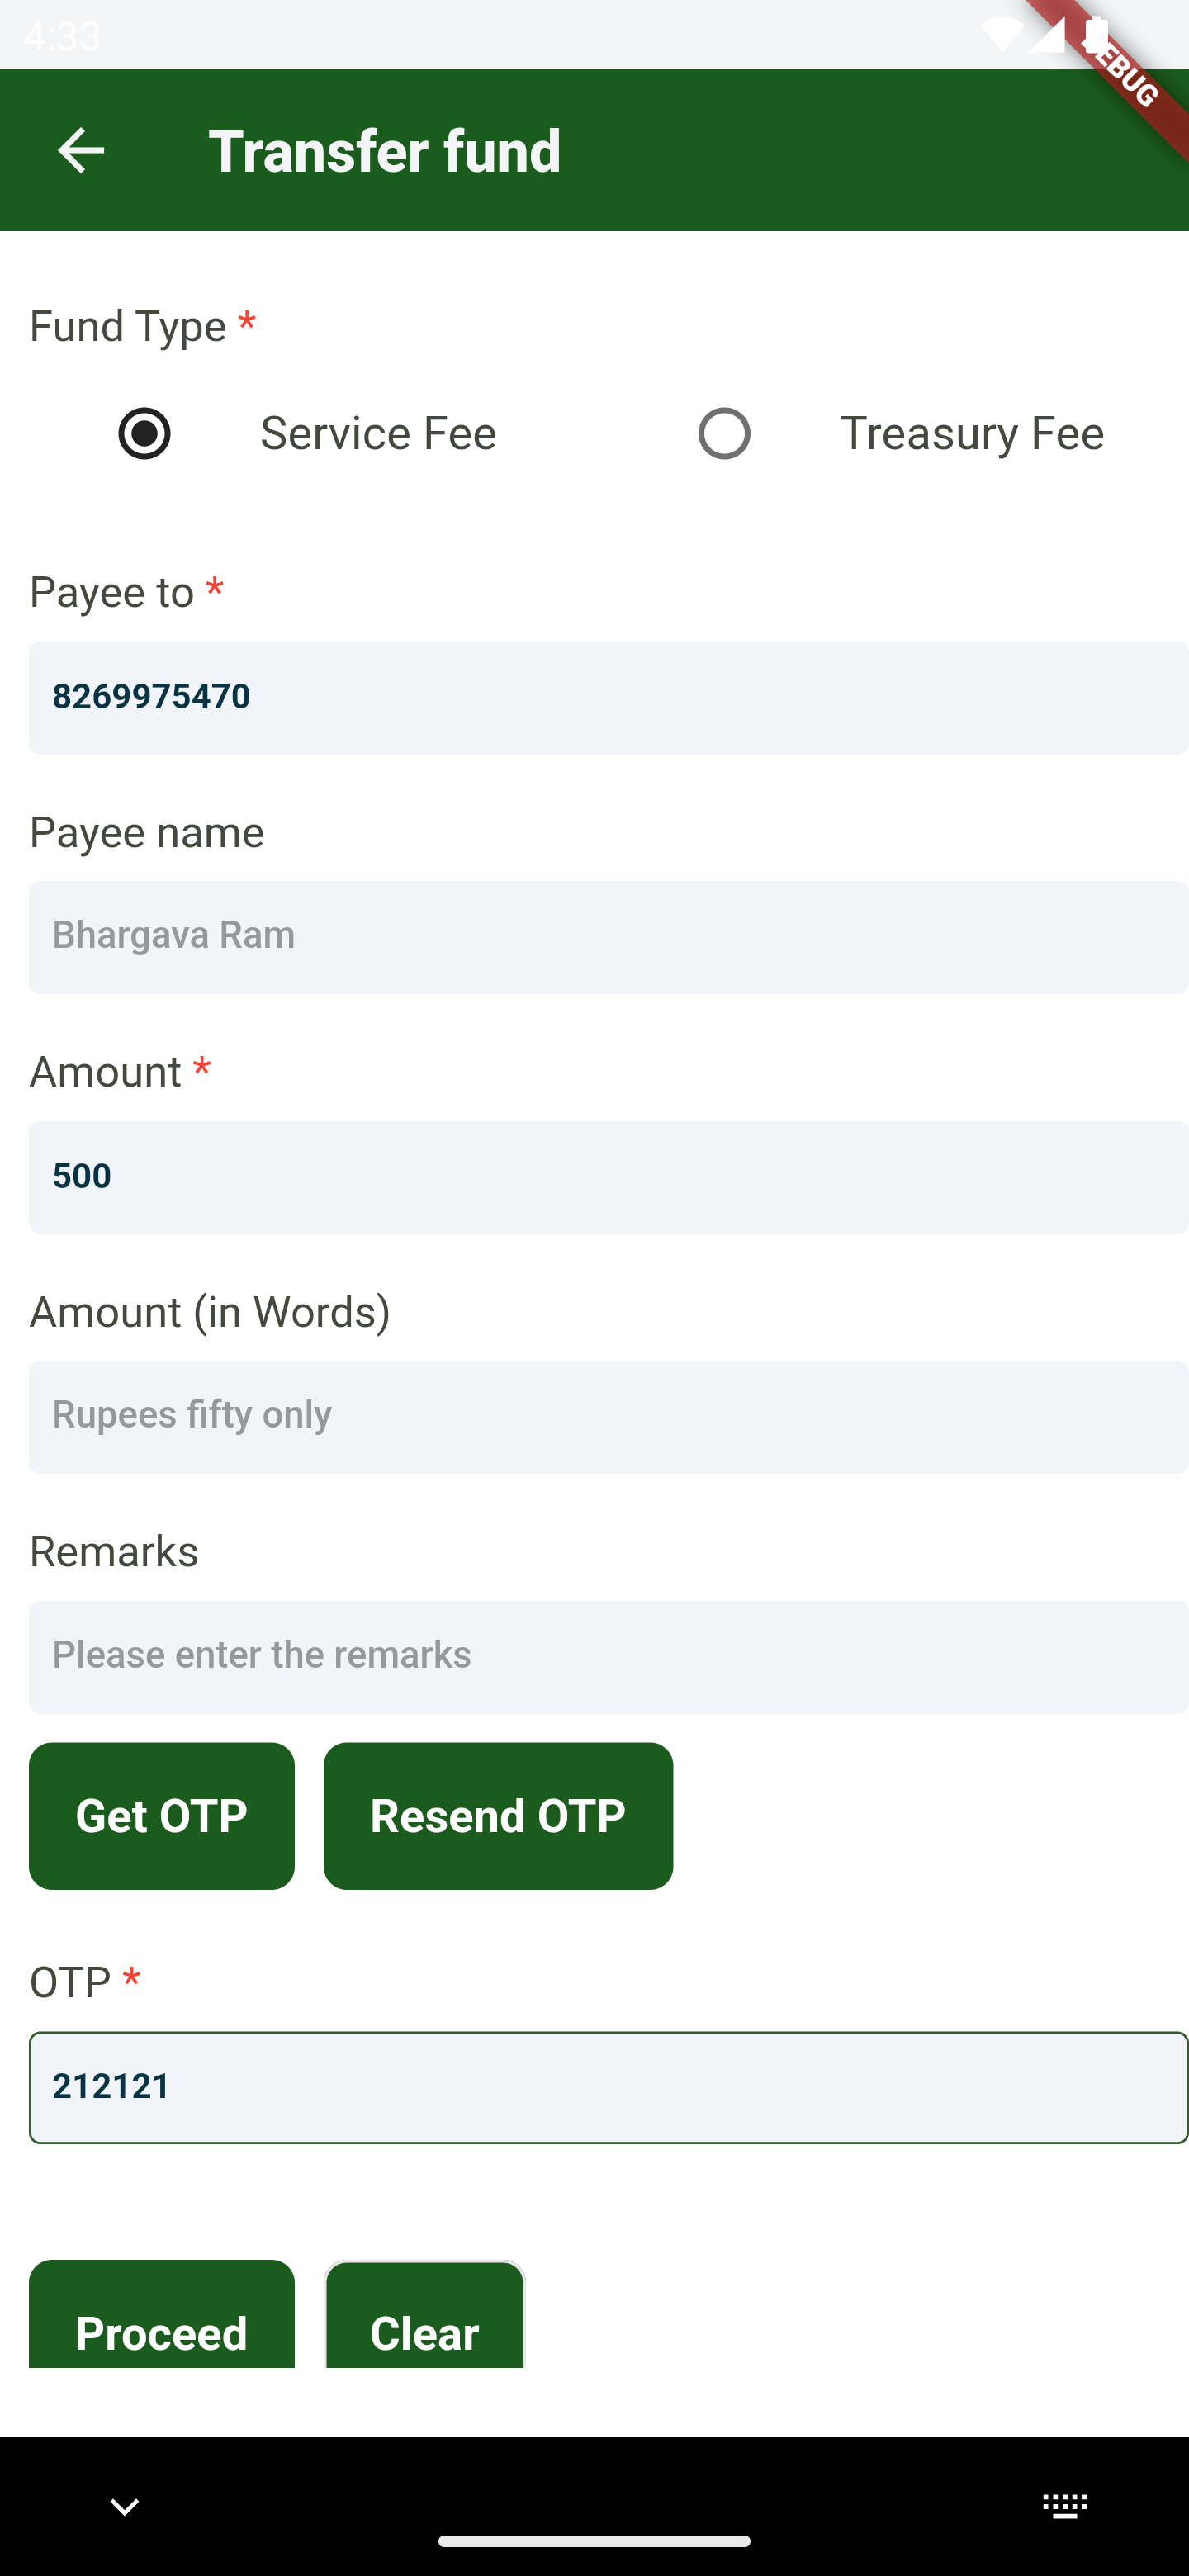 4:33
EBUG
Transfer fund
Fund Type *
Service Fee Treasury Fee
Payee to *
8269975470
Payee name
Bhargava Ram
Amount *
500
Amount (in Words)
Rupees fifty only
Remarks
Please enter the remarks
Get OTP Resend OTP
OTP *
212121
Proceed Clear